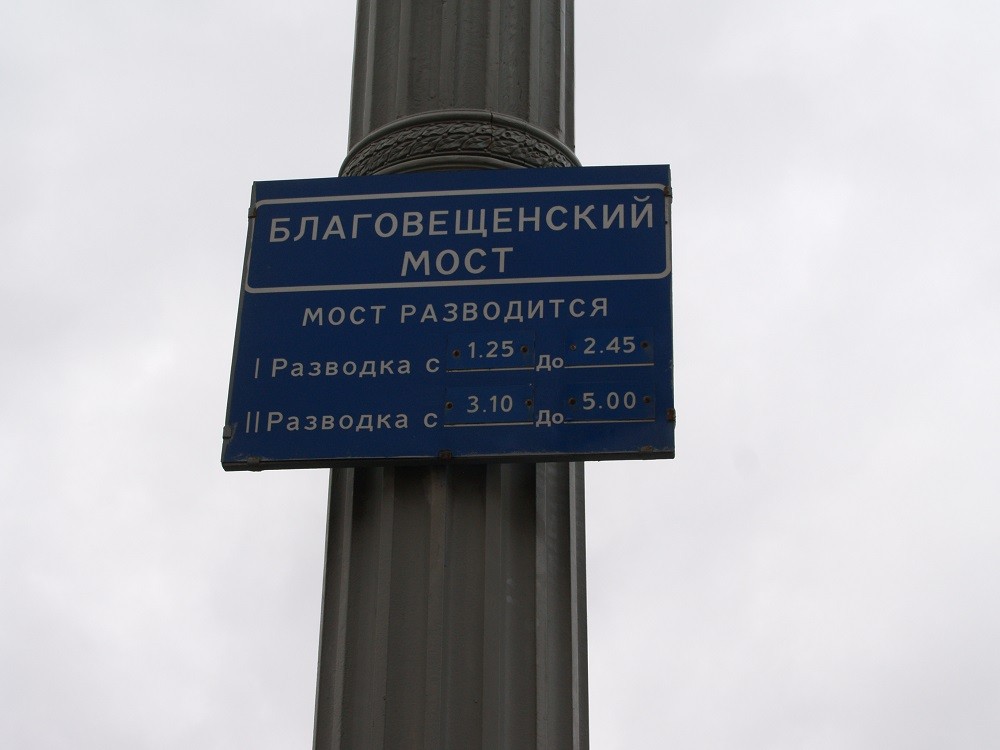 БЛАГОВЕЩЕНСКИЙ
МОСТ
МОСТ РАЗВОДИТСЯ
I Разводка с 1.25 до 2.45
II Разводка с 3.10 до 5.00